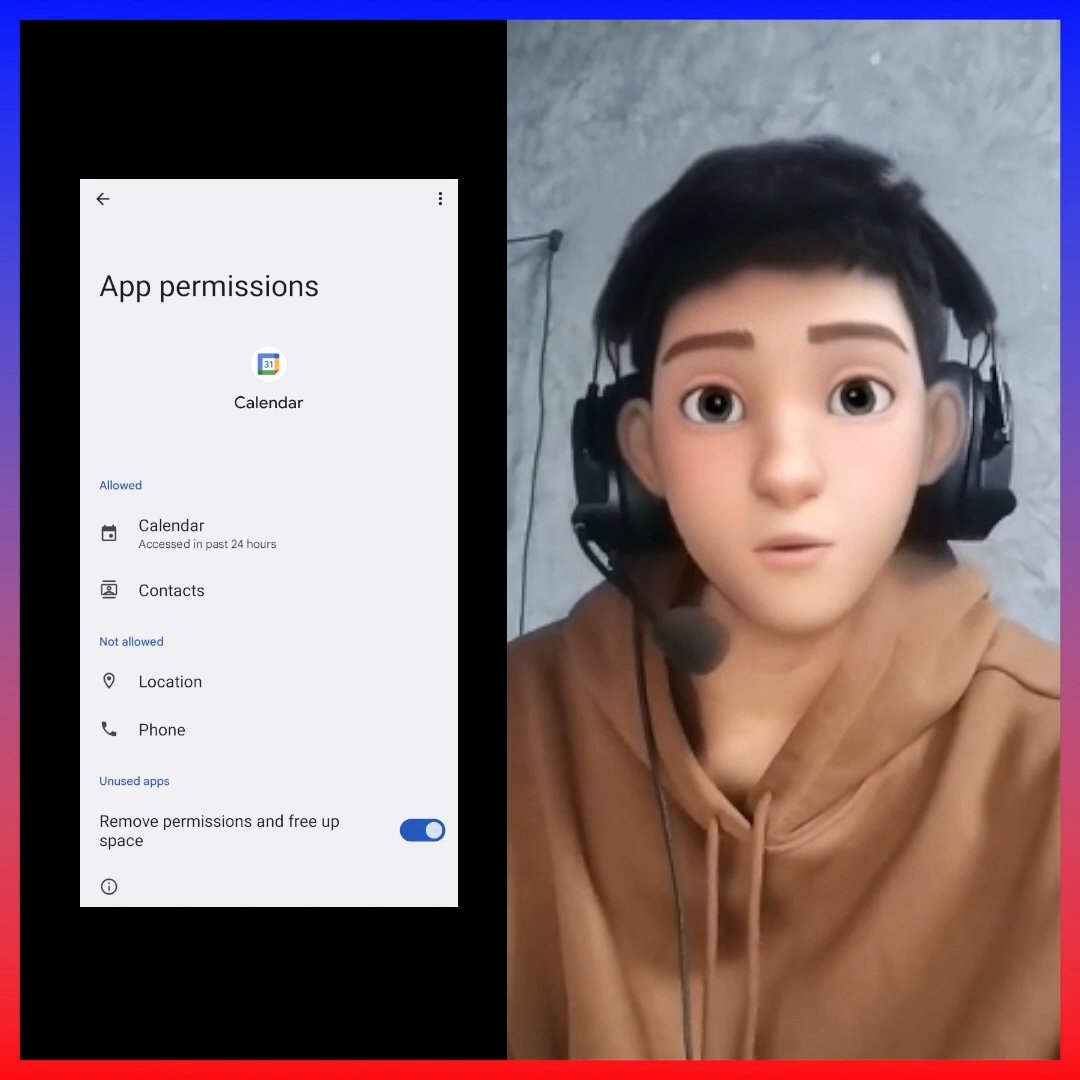 App permissions
31
Calendar
Allowed
Calendar
Accessed in past 24 hours
Contacts
Not allowed
Location
Phone
Unused apps
Remove permissions and free up
space